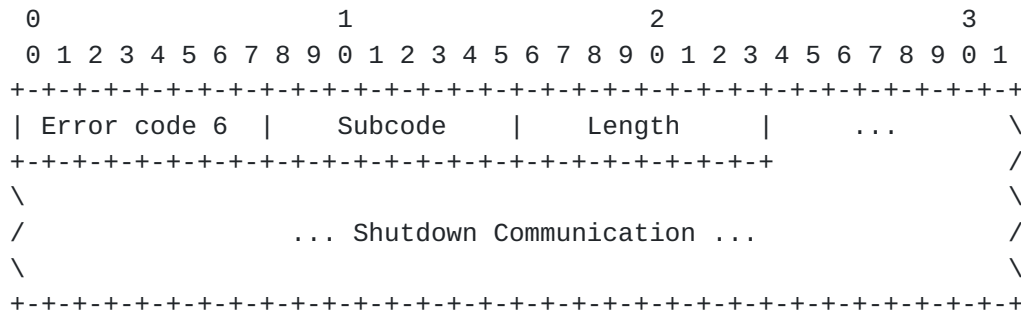 0                   1                   2                   3
 0 1 2 3 4 5 6 7 8 9 0 1 2 3 4 5 6 7 8 9 0 1 2 3 4 5 6 7 8 9 0 1
+-+-+-+-+-+-+-+-+-+-+-+-+-+-+-+-+-+-+-+-+-+-+-+-+-+-+-+-+-+-+-+-+
| Error code 6  |    Subcode    |    Length     |     ...       \
+-+-+-+-+-+-+-+-+-+-+-+-+-+-+-+-+-+-+-+-+-+-+-+-+               /
\                                                               \
/                 ... Shutdown Communication ...                /
\                                                               \
+-+-+-+-+-+-+-+-+-+-+-+-+-+-+-+-+-+-+-+-+-+-+-+-+-+-+-+-+-+-+-+-+